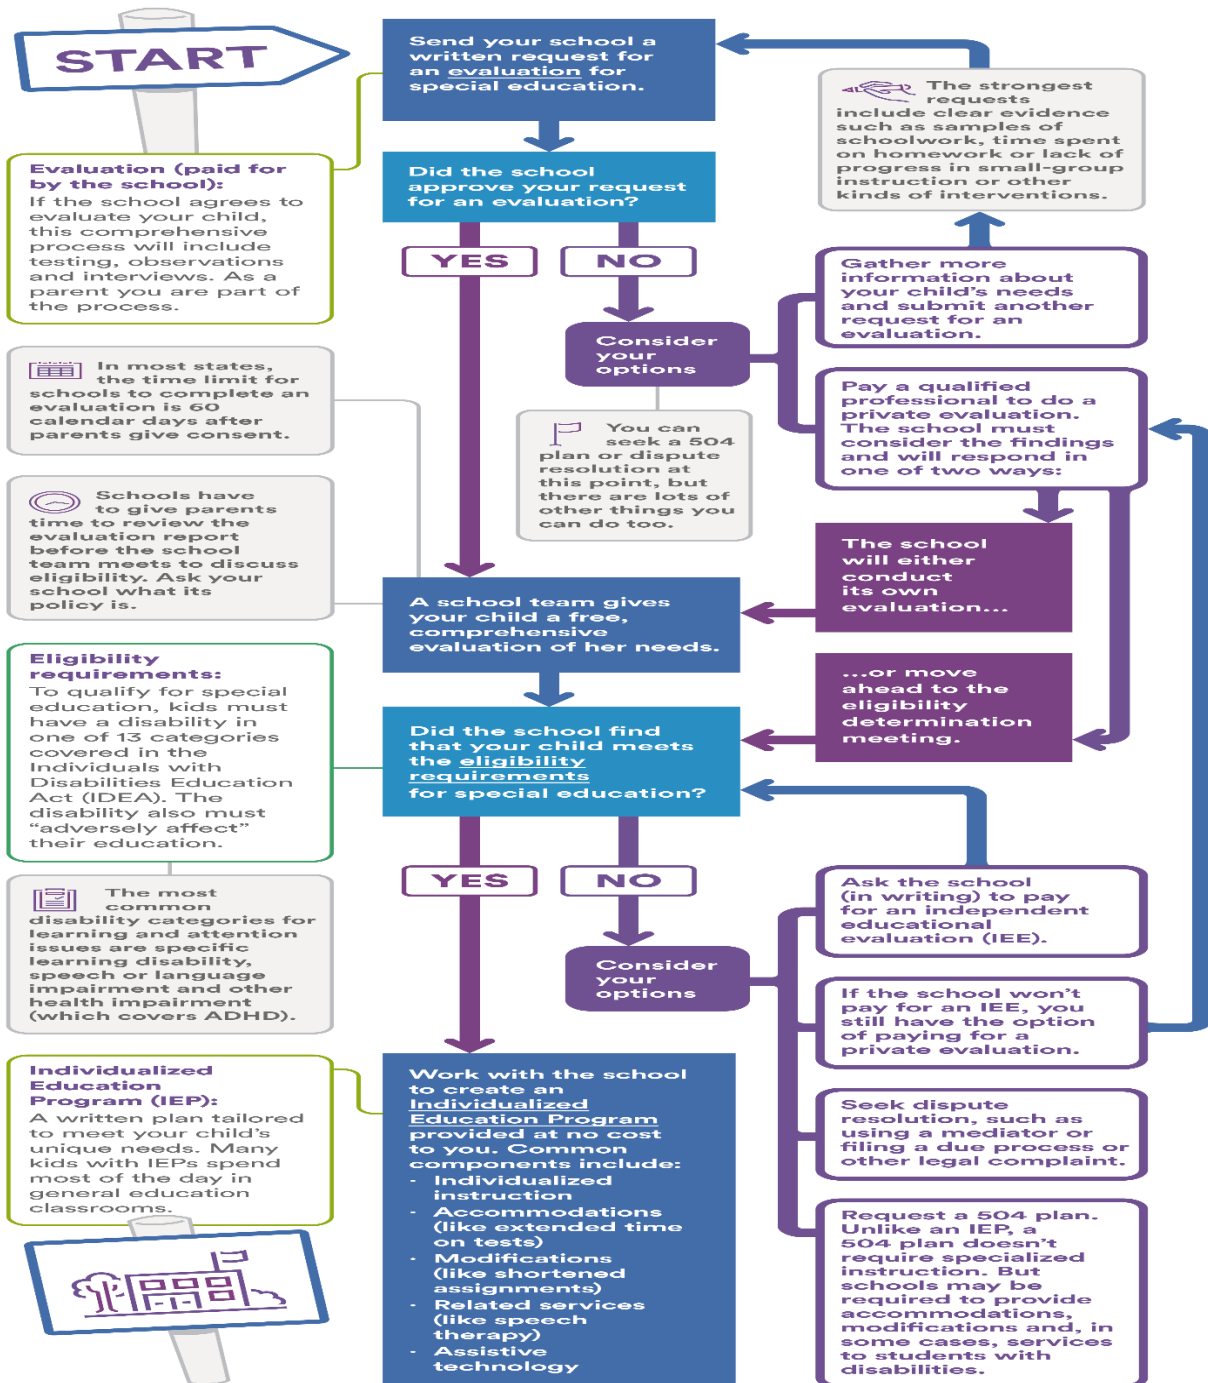 START
Send your school a
written request for
an evaluation for
special education.
The strongest
requests
include clear evidence
such as samples of
schoolwork, time spent
on homework or lack of
progress in small-group
instruction or other
kinds of interventions.
Evaluation (paid for
by the school):
If the school agrees to
evaluate your child,
this comprehensive
process will include
testing, observations
and interviews. As a
parent you are part of
the process.
Did the school
approve your request
for an evaluation?
YES
NO
Consider
your
options
Gather more
information about
your child's needs
and submit another
request for an
evaluation.
Pay a qualified
professional to do a
private evaluation.
The school must
consider the findings
and will respond in
one of two ways:
You can
seek a 504
plan or dispute
resolution at
this point, but
there are lots of
other things you
can do too.
In most states,
the time limit for
schools to complete an
evaluation is 60
calendar days after
parents give consent.
Schools have
to give parents
time to review the
evaluation report
before the school
team meets to discuss
eligibility. Ask your
school what its
policy is.
The school
will either
conduct
its own
evaluation...
A school team gives
your child a free,
comprehensive
evaluation of her needs.
...or move
ahead to the
eligibility
determination
meeting.
Eligibility
requirements:
To qualify for special
education, kids must
have a disability in
one of 13 categories
covered in the
Individuals with
Disabilities Education
Act (IDEA). The
disability also must
“adversely affect”
their education.
Did the school find
that your child meets
the eligibility
requirements
for special education?
The most
common
disability categories for
learning and attention
issues are specific
learning disability,
speech or language
impairment and other
health impairment
(which covers ADHD).
YES
NO
Consider
your
options
Ask the school
(in writing) to pay
for an independent
educational
evaluation (IEE).
If the school won't
pay for an IEE, you
still have the option
of paying for a
private evaluation.
Seek dispute
resolution, such as
using a mediator or
filing a due process or
other legal complaint.
Request a 504 plan.
Unlike an IEP, a
504 plan doesn't
require specialized
instruction. But
schools may be
required to provide
accommodations,
modifications and, in
some cases, services
to students with
disabilities.
Individualized
Education
Program (IEP):
A written plan tailored
to meet your child's
unique needs. Many
kids with IEPs spend
most of the day in
general education
classrooms.
Work with the school
to create an
Individualized
Education Program
provided at no cost
to you. Common
components include:
- Individualized
instruction
- Accommodations
(like extended time
on tests)
- Modifications
(like shortened
assignments)
- Related services
(like speech
therapy)
- Assistive
technology